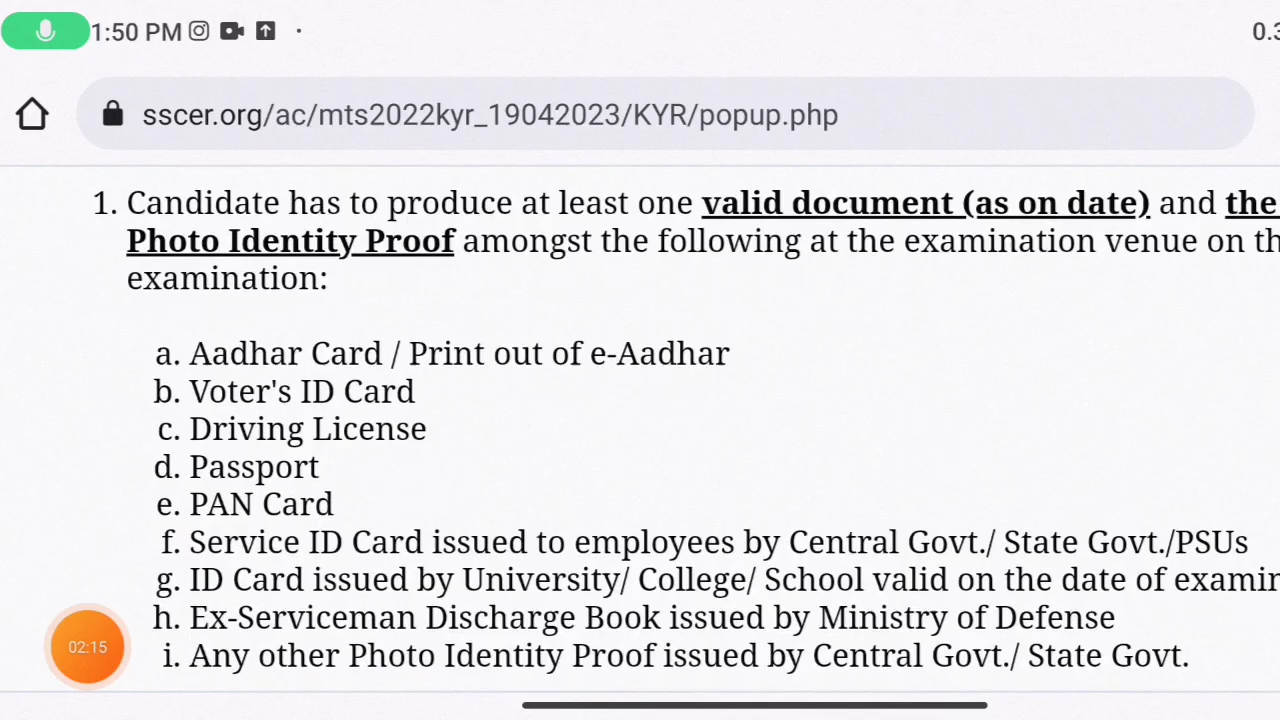 1:50 PM
0.3
sscer.org/ac/mts2022kyr_19042023/KYR/popup.php
1. Candidate has to produce at least one valid document (as on date) and the
Photo Identity Proof amongst the following at the examination venue on th
examination:
a. Aadhar Card / Print out of e-Aadhar
b. Voter's ID Card
c. Driving License
d. Passport
e. PAN Card
f. Service ID Card issued to employees by Central Govt./ State Govt./PSUs
g. ID Card issued by University/ College/ School valid on the date of examin
h. Ex-Serviceman Discharge Book issued by Ministry of Defense
i. Any other Photo Identity Proof issued by Central Govt./ State Govt.
02:15